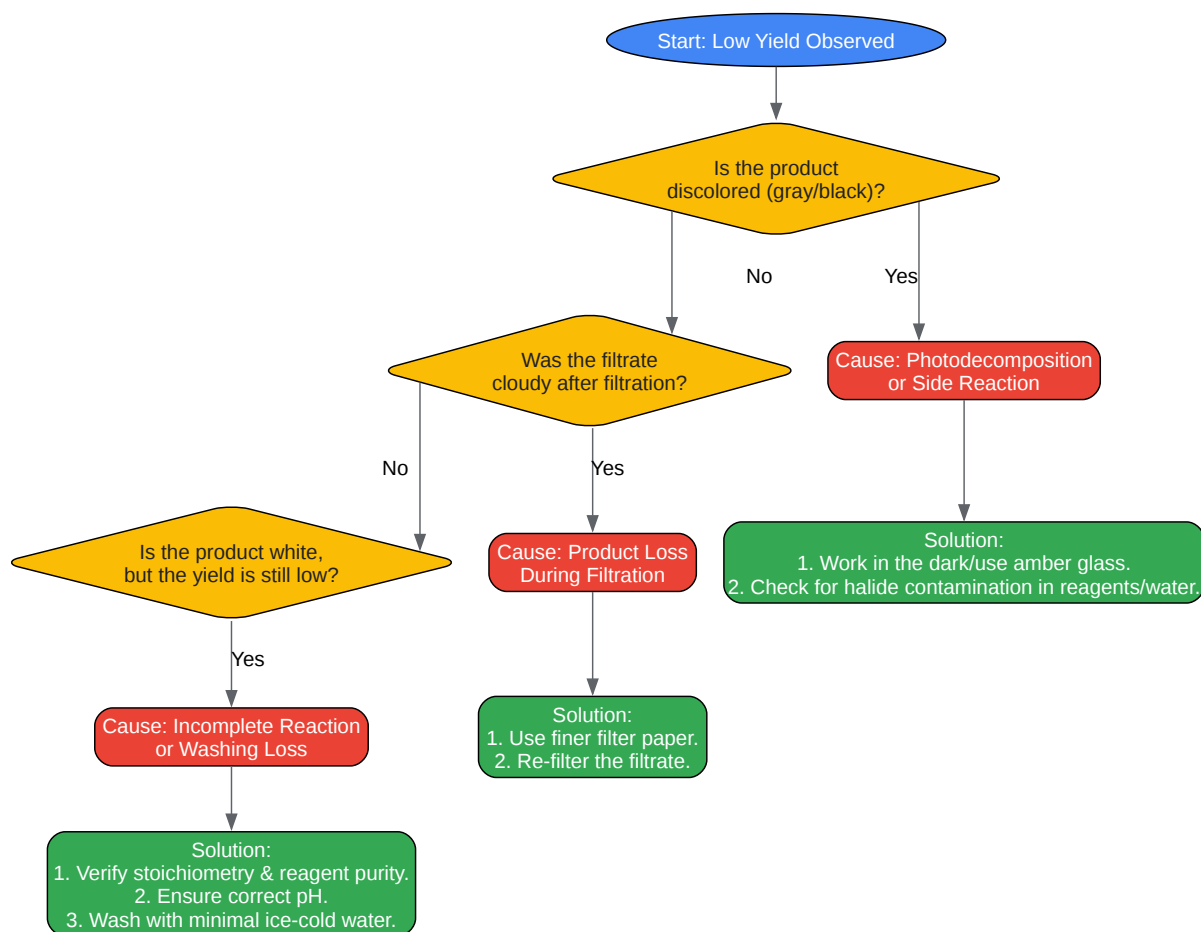 Start: Low Yield Observed
Is the product
discolored (gray/black)?
No
Yes
Was the filtrate
cloudy after filtration?
Cause: Photodecomposition
or Side Reaction
No
Yes
Is the product white,
but the yield is still low?
Cause: Product Loss
During Filtration
Solution:
1. Work in the dark/use amber glass.
2. Check for halide contamination in reagents/water.
Yes
Cause: Incomplete Reaction
or Washing Loss
Solution:
1. Use finer filter paper.
2. Re-filter the filtrate.
Solution:
1. Verify stoichiometry & reagent purity.
2. Ensure correct pH.
3. Wash with minimal ice-cold water.